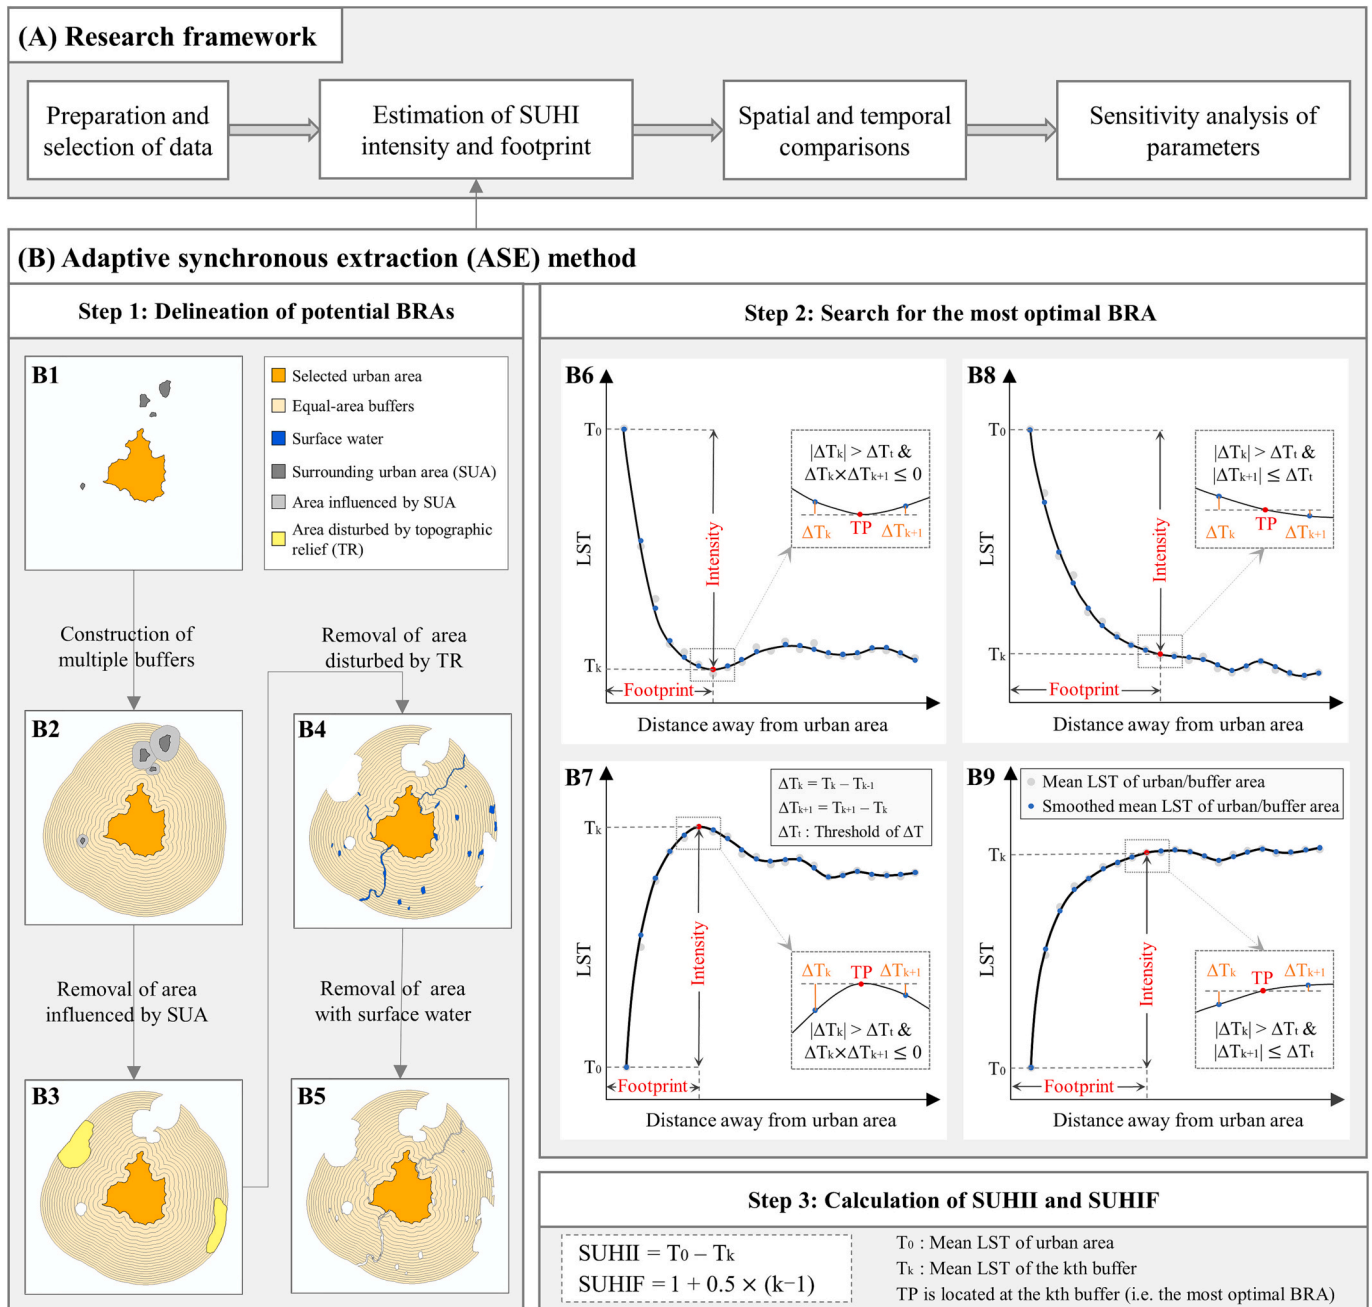 (A) Research framework
Preparation and
selection of data
Estimation of SUHI
intensity and footprint
Spatial and temporal
comparisons
Sensitivity analysis of
parameters
(B) Adaptive synchronous extraction (ASE) method
Step 1: Delineation of potential BRAs
B1
Selected urban area
Equal-area buffers
Surface water
Surrounding urban area (SUA)
Area influenced by SUA
Area disturbed by topographic
relief (TR)
Construction of
multiple buffers
Removal of area
disturbed by TR
B2
B4
Removal of area
influenced by SUA
Removal of area
with surface water
B3
B5
Step 2: Search for the most optimal BRA
B6
T₀
LST
Tₖ
Intensity
Footprint
|ΔTₖ| > ΔTₜ &
ΔTₖ×ΔTₖ₊₁ ≤ 0
ΔTₖ TP ΔTₖ₊₁
Distance away from urban area
B8
T₀
LST
Tₖ
Intensity
Footprint
|ΔTₖ| > ΔTₜ &
|ΔTₖ₊₁| ≤ ΔTₜ
ΔTₖ TP ΔTₖ₊₁
Distance away from urban area
B7
ΔTₖ = Tₖ − Tₖ₋₁
ΔTₖ₊₁ = Tₖ₊₁ − Tₖ
ΔTₜ : Threshold of ΔT
Tₖ
LST
T₀
Intensity
Footprint
ΔTₖ TP ΔTₖ₊₁
|ΔTₖ| > ΔTₜ &
ΔTₖ×ΔTₖ₊₁ ≤ 0
Distance away from urban area
B9
Mean LST of urban/buffer area
Smoothed mean LST of urban/buffer area
Tₖ
LST
T₀
Intensity
Footprint
ΔTₖ TP ΔTₖ₊₁
|ΔTₖ| > ΔTₜ &
|ΔTₖ₊₁| ≤ ΔTₜ
Distance away from urban area
Step 3: Calculation of SUHII and SUHIF
SUHII = T₀ − Tₖ
SUHIF = 1 + 0.5 × (k−1)
T₀ : Mean LST of urban area
Tₖ : Mean LST of the kth buffer
TP is located at the kth buffer (i.e. the most optimal BRA)